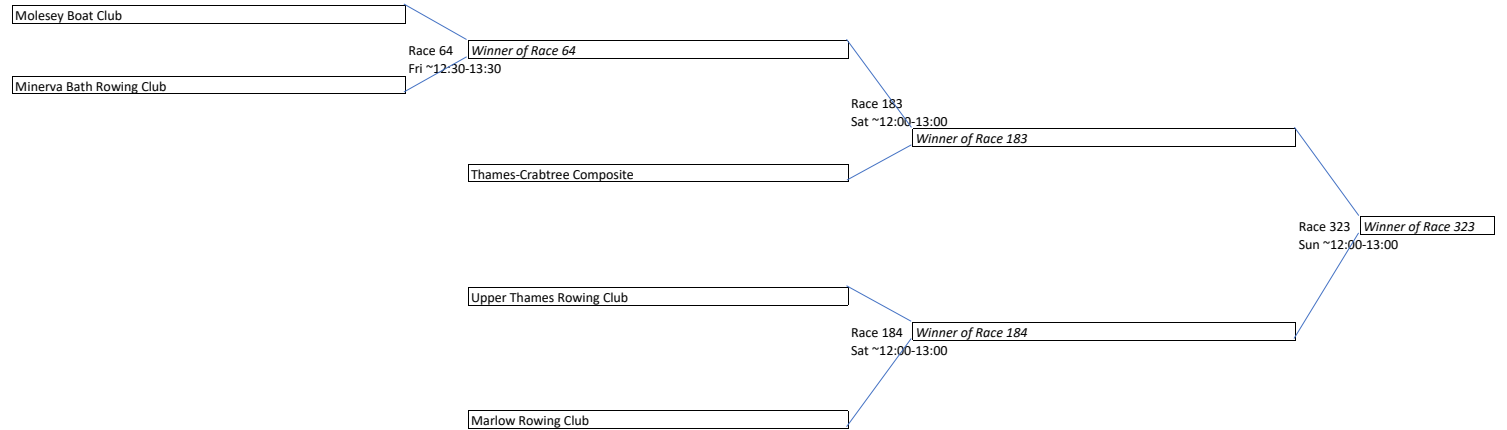 Molesey Boat Club
Race 64
Winner of Race 64
Fri ~12:30-13:30
Minerva Bath Rowing Club
Race 183
Sat ~12:00-13:00
Winner of Race 183
Thames-Crabtree Composite
Race 323
Winner of Race 323
Sun ~12:00-13:00
Upper Thames Rowing Club
Race 184
Winner of Race 184
Sat ~12:00-13:00
Marlow Rowing Club